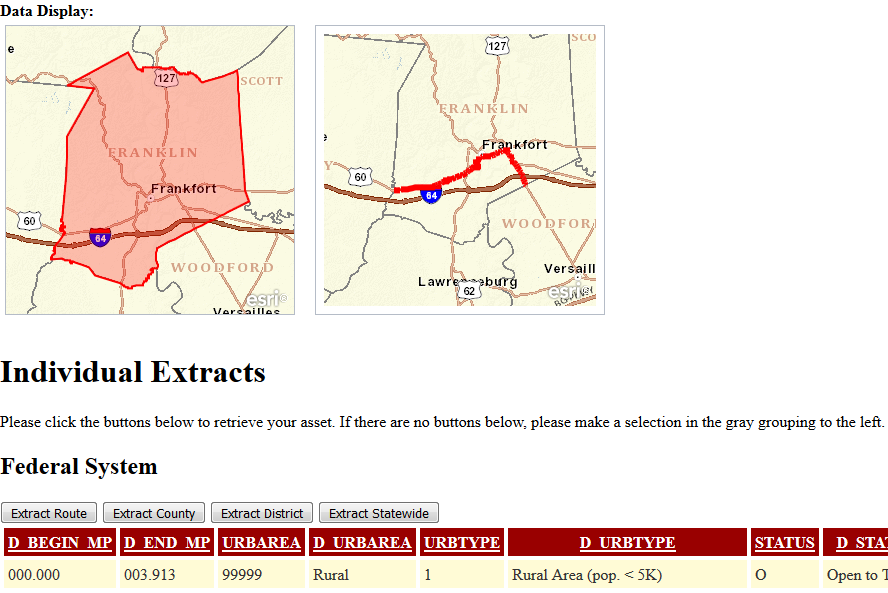 Data Display:
e
127
SCOTT
FRANKLIN
Frankfort
60
64
WOODFORD
esri
Versailles
SCO
127
FRANKLIN
Frankfort
Y
60
64
WOODFOR
Versaill
Lawrenceburg
62
esri
Individual Extracts
Please click the buttons below to retrieve your asset. If there are no buttons below, please make a selection in the gray grouping to the left.
Federal System
Extract Route Extract County Extract District Extract Statewide
D_BEGIN_MP D_END_MP URBAREA D_URBAREA URBTYPE D_URBTYPE STATUS D_STAT
000.000 003.913 99999 Rural 1 Rural Area (pop. < 5K) O Open to T